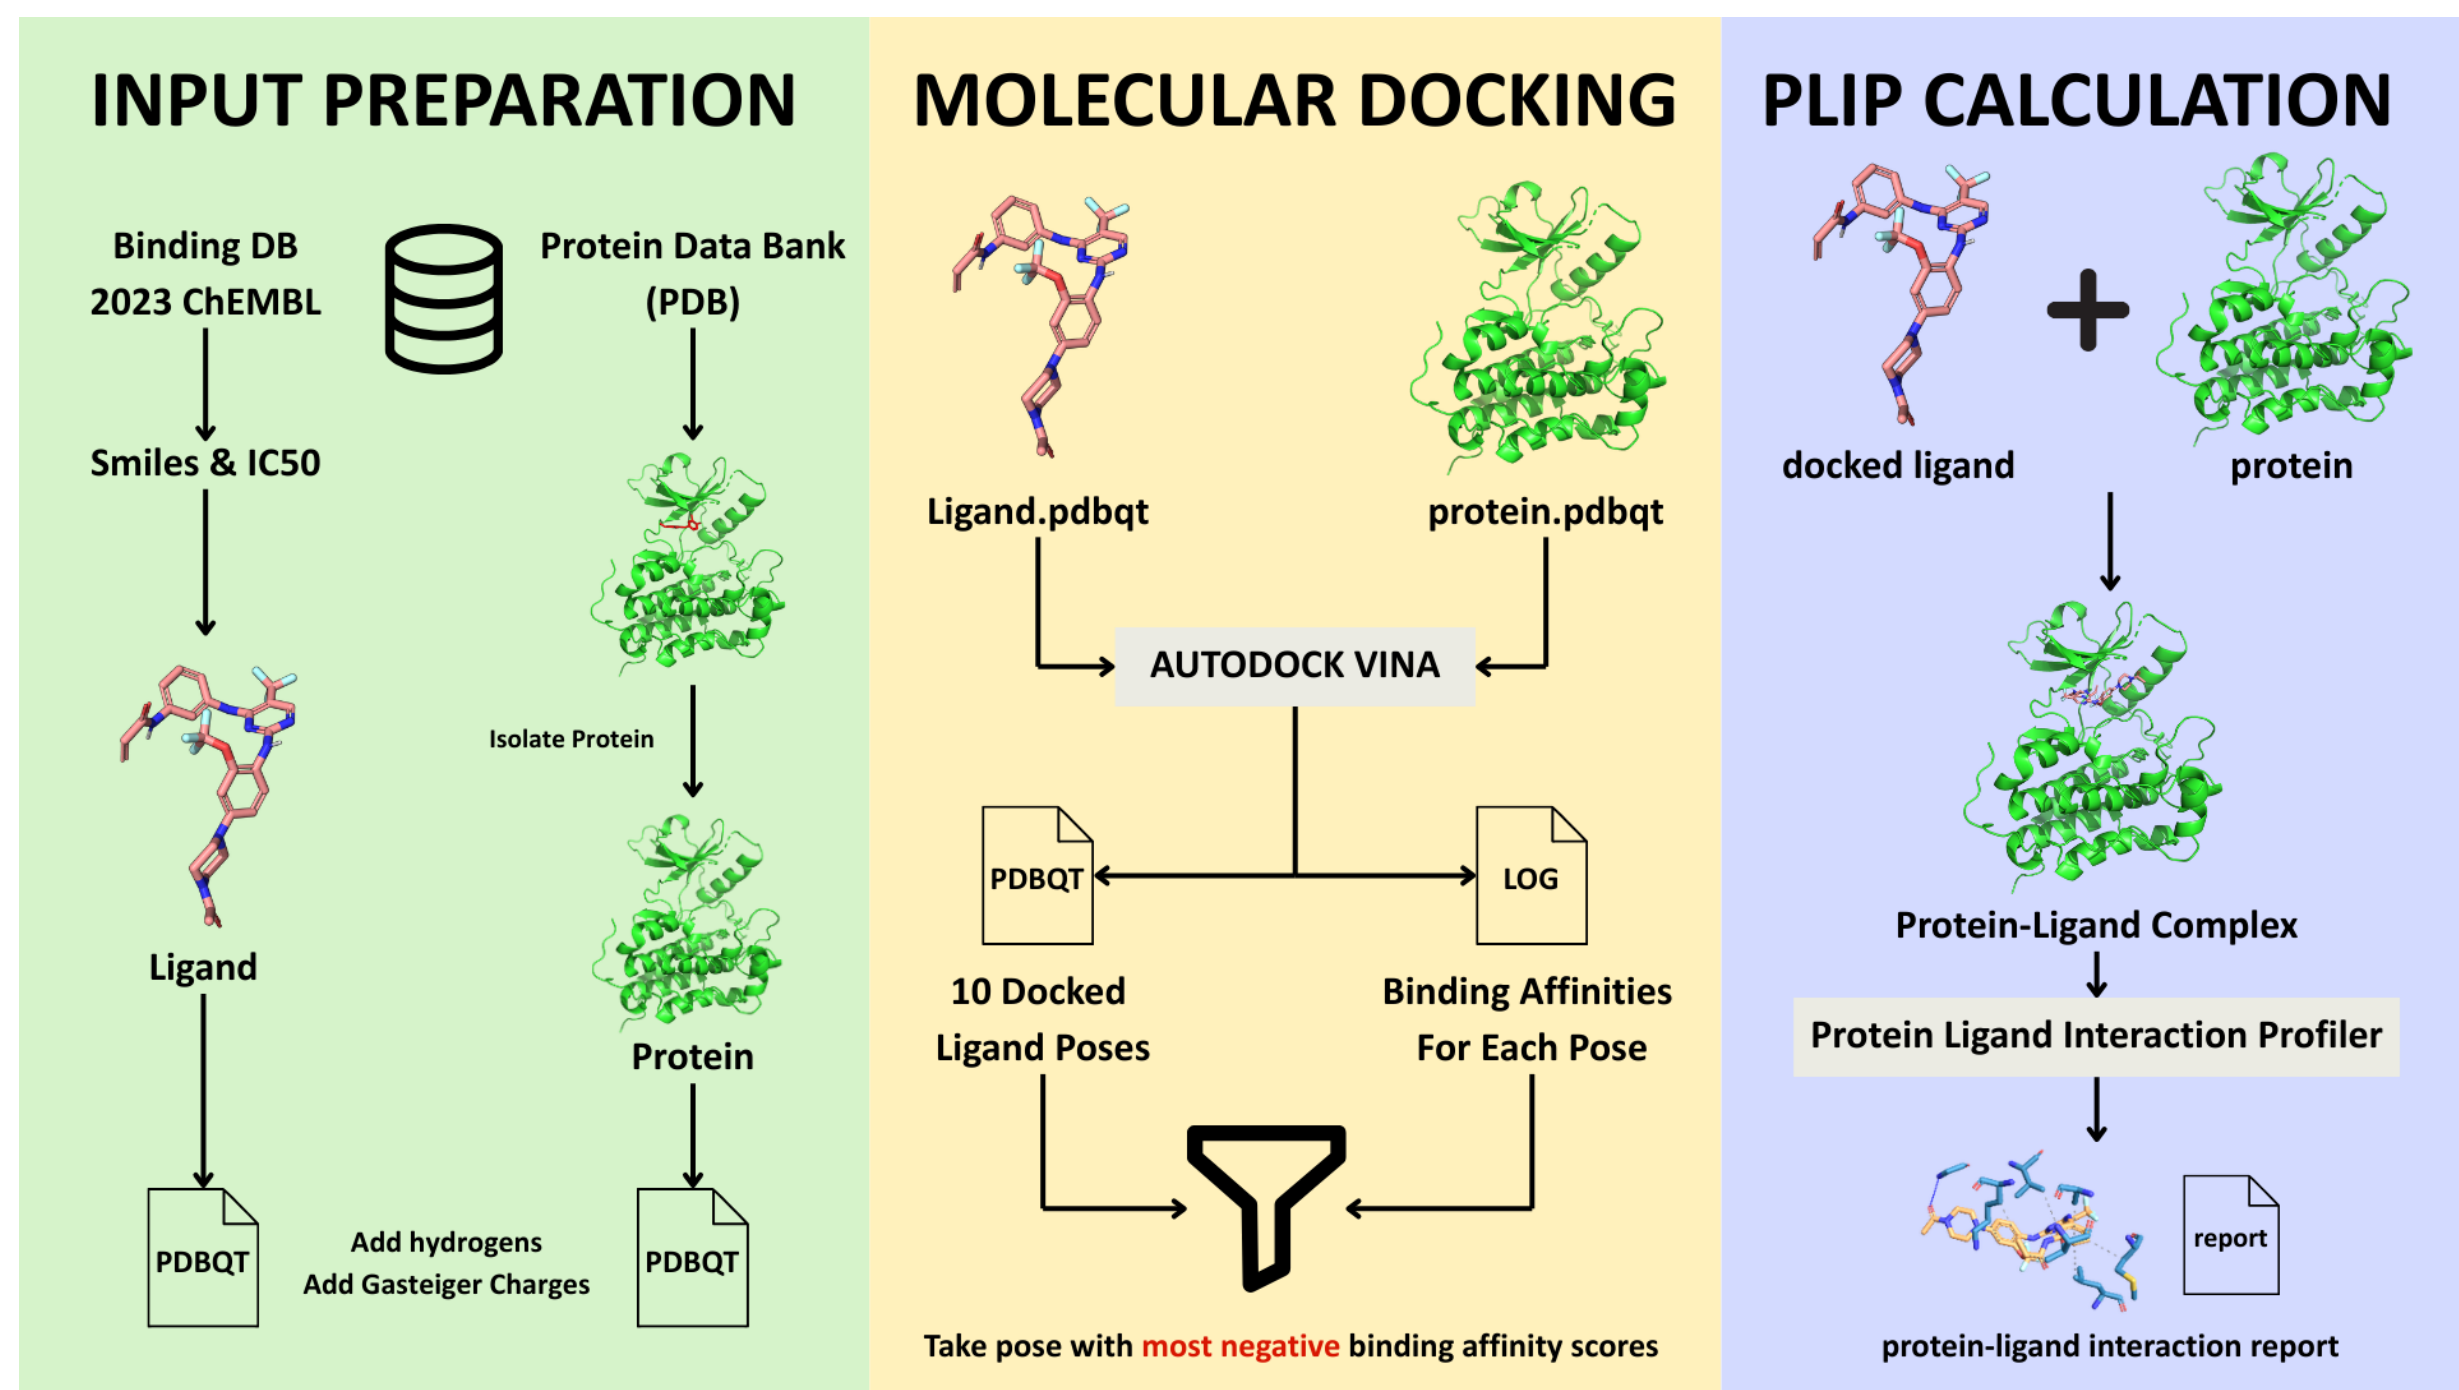 INPUT PREPARATION
Binding DB
2023 ChEMBL
Protein Data Bank
(PDB)
Smiles & IC50
Isolate Protein
Ligand
Protein
PDBQT
Add hydrogens
Add Gasteiger Charges
PDBQT
MOLECULAR DOCKING
Ligand.pdbqt
protein.pdbqt
AUTODOCK VINA
PDBQT
LOG
10 Docked
Ligand Poses
Binding Affinities
For Each Pose
Take pose with most negative binding affinity scores
PLIP CALCULATION
docked ligand
protein
Protein-Ligand Complex
Protein Ligand Interaction Profiler
report
protein-ligand interaction report